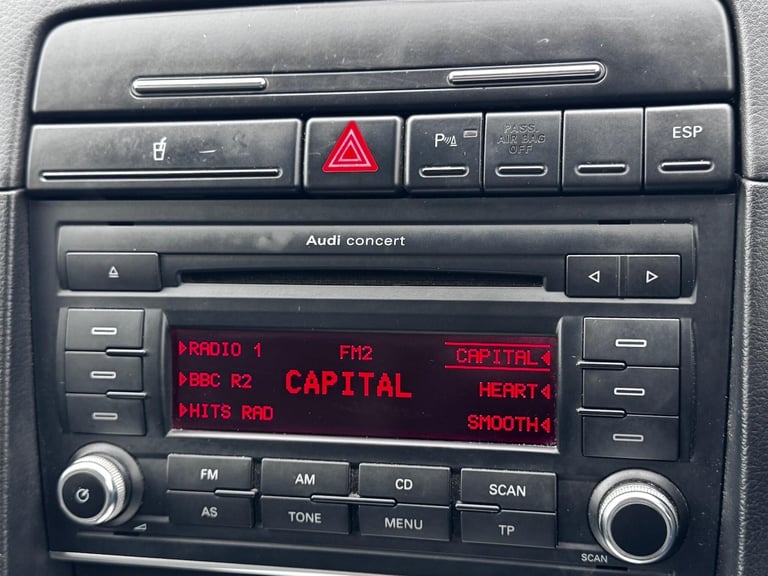 P
PASS.
AIR BAG
OFF
ESP
Audi concert
RADIO 1
FM2
CAPITAL
BBC R2
CAPITAL
HEART
HITS RAD
SMOOTH
FM
AM
CD
SCAN
AS
TONE
MENU
TP
SCAN